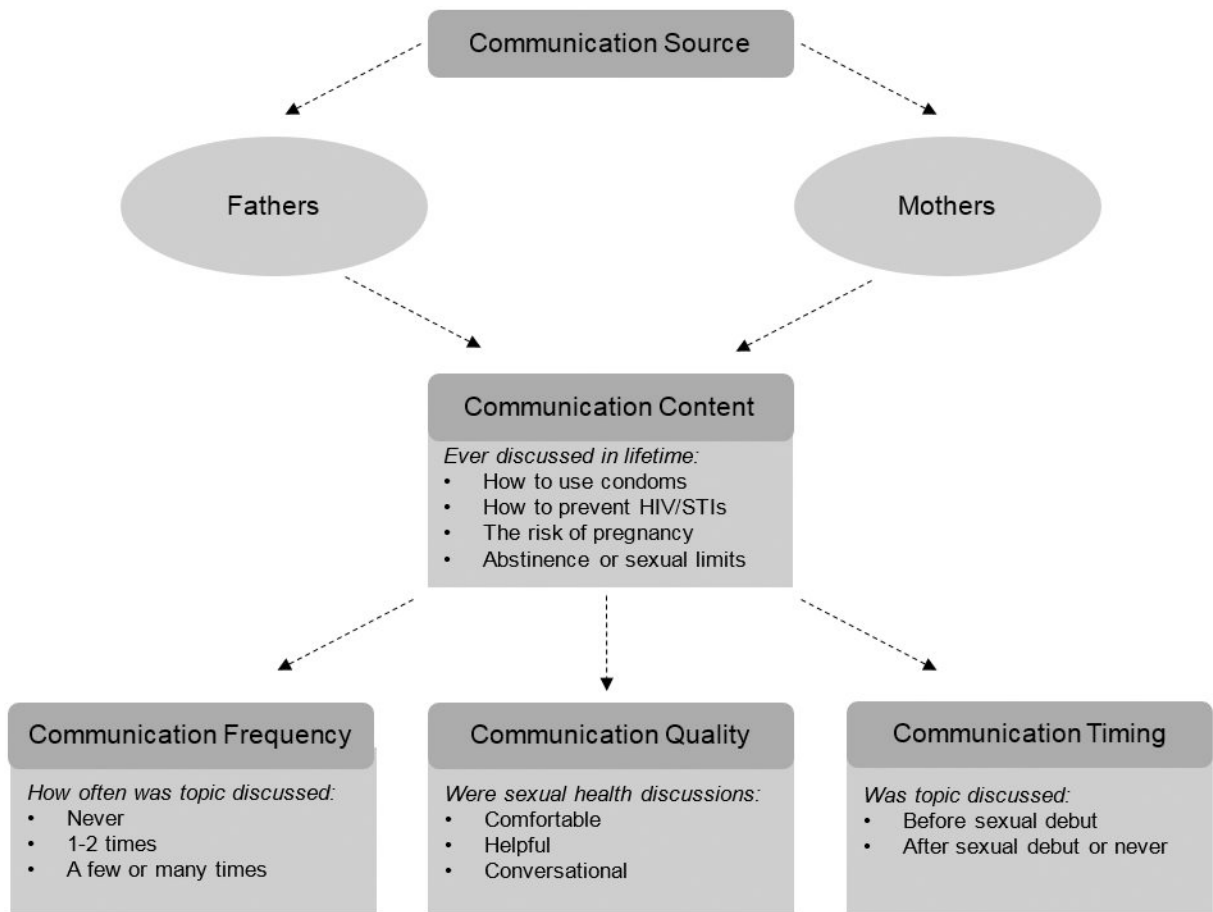 Communication Source
Fathers
Mothers
Communication Content
Ever discussed in lifetime:
• How to use condoms
• How to prevent HIV/STIs
• The risk of pregnancy
• Abstinence or sexual limits
Communication Frequency
How often was topic discussed:
• Never
• 1-2 times
• A few or many times
Communication Quality
Were sexual health discussions:
• Comfortable
• Helpful
• Conversational
Communication Timing
Was topic discussed:
• Before sexual debut
• After sexual debut or never